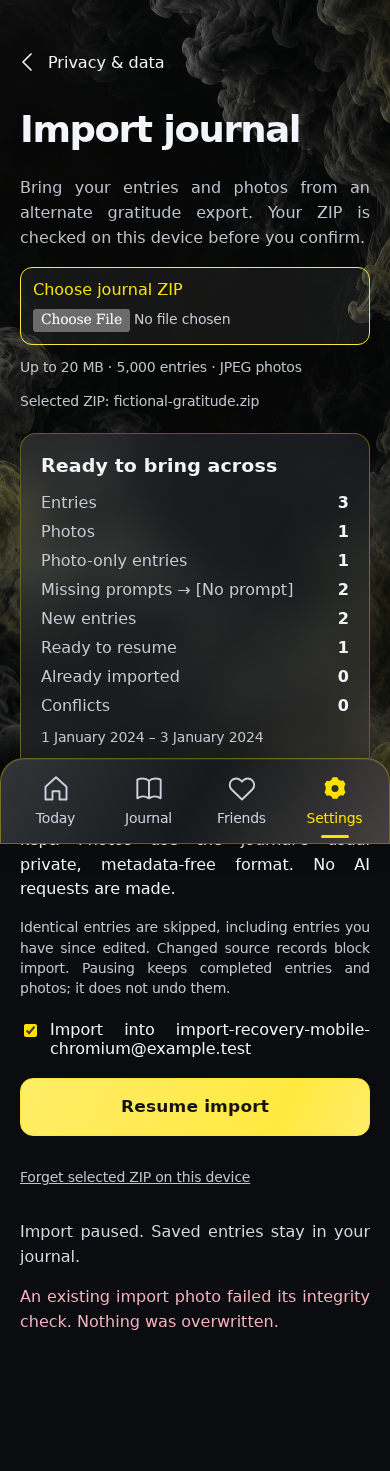 Privacy & data
Import journal
Bring your entries and photos from an
alternate gratitude export. Your ZIP is
checked on this device before you confirm.
Choose journal ZIP
Choose File No file chosen
Up to 20 MB · 5,000 entries · JPEG photos
Selected ZIP: fictional-gratitude.zip
Ready to bring across
Entries 3
Photos 1
Photo-only entries 1
Missing prompts → [No prompt] 2
New entries 2
Ready to resume 1
Already imported 0
Conflicts 0
1 January 2024 – 3 January 2024
Today Journal Friends Settings
private, metadata-free format. No AI
requests are made.
Identical entries are skipped, including entries you
have since edited. Changed source records block
import. Pausing keeps completed entries and
photos; it does not undo them.
Import into import-recovery-mobile-
chromium@example.test
Resume import
Forget selected ZIP on this device
Import paused. Saved entries stay in your
journal.
An existing import photo failed its integrity
check. Nothing was overwritten.